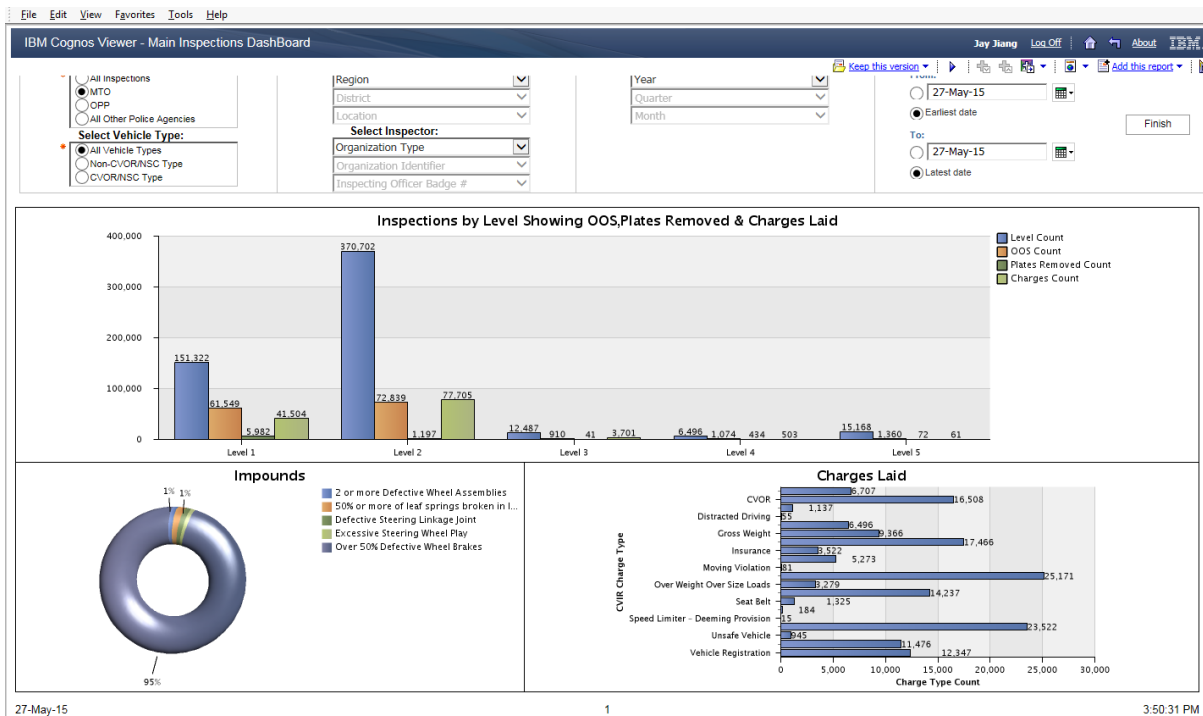 File Edit View Favorites Tools Help
IBM Cognos Viewer - Main Inspections DashBoard
Jay Jiang Log Off About IBM
Keep this version Add this report
All Inspections
MTO
OPP
All Other Police Agencies
Select Vehicle Type:
* All Vehicle Types
Non-CVOR/NSC Type
CVOR/NSC Type
Region
District
Location
Select Inspector:
Organization Type
Organization Identifier
Inspecting Officer Badge #
Year
Quarter
Month
From:
27-May-15
Earliest date
To:
27-May-15
Latest date
Finish
Inspections by Level Showing OOS,Plates Removed & Charges Laid
400,000
300,000
200,000
100,000
0
151,322
61,549
5,982
41,504
370,702
72,839
1,197
77,705
12,487
910
41
3,701
6,496
1,074
434
503
15,168
1,360
72
61
Level 1
Level 2
Level 3
Level 4
Level 5
Level Count
OOS Count
Plates Removed Count
Charges Count
Impounds
1% 1%
95%
2 or more Defective Wheel Assemblies
50% or more of leaf springs broken in l...
Defective Steering Linkage Joint
Excessive Steering Wheel Play
Over 50% Defective Wheel Brakes
Charges Laid
CVIR Charge Type
6,707
CVOR 16,508
1,137
Distracted Driving 55
6,496
Gross Weight 9,366
17,466
Insurance 3,522
5,273
Moving Violation 81
25,171
Over Weight Over Size Loads 3,279
14,237
Seat Belt 1,325
184
Speed Limiter - Deeming Provision 15
23,522
Unsafe Vehicle 945
11,476
Vehicle Registration 12,347
0 5,000 10,000 15,000 20,000 25,000 30,000
Charge Type Count
27-May-15
1
3:50:31 PM